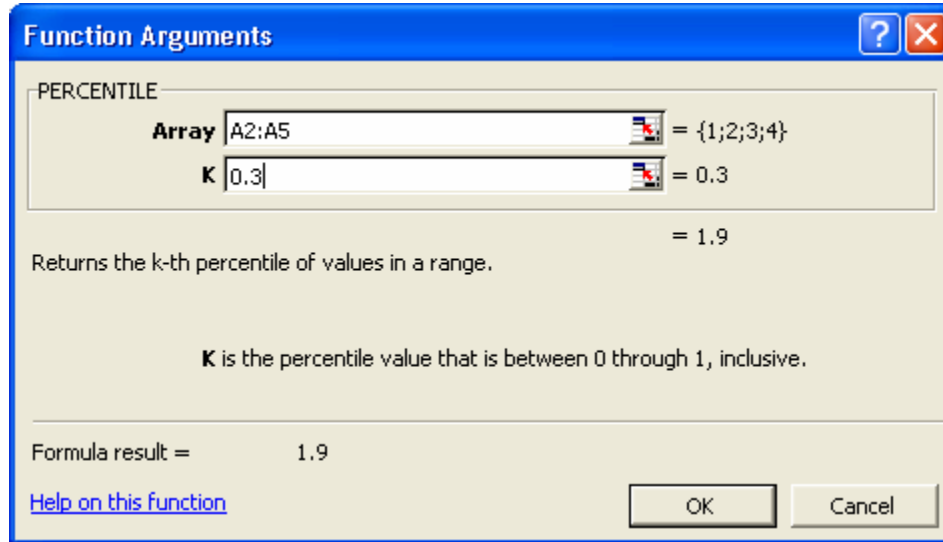 Function Arguments ?
PERCENTILE
Array A2:A5 = {1;2;3;4}
K 0.3 = 0.3
= 1.9
Returns the k-th percentile of values in a range.
K is the percentile value that is between 0 through 1, inclusive.
Formula result = 1.9
Help on this function OK Cancel